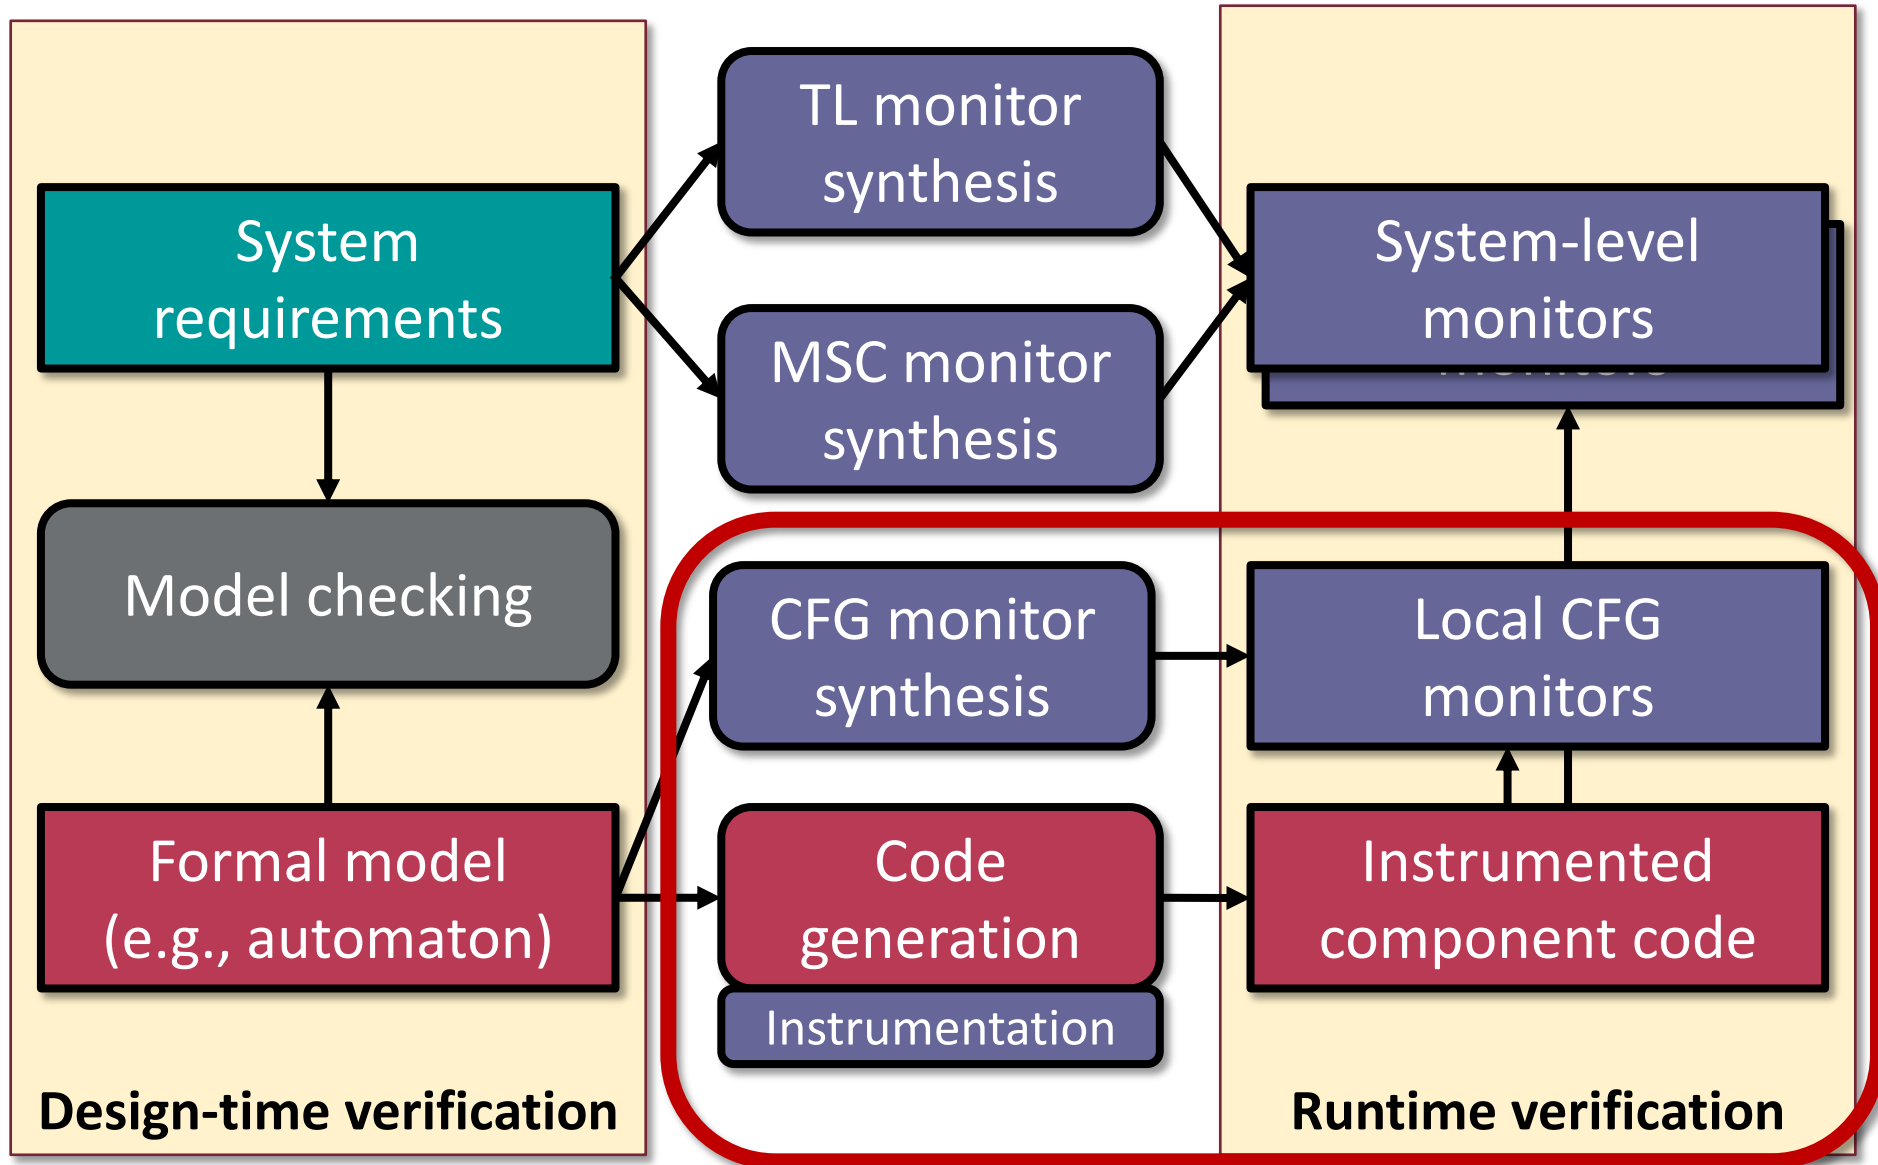 TL monitor
synthesis
System
requirements
System-level
monitors
monitors
MSC monitor
synthesis
Model checking
CFG monitor
synthesis
Local CFG
monitors
Formal model
(e.g., automaton)
Code
generation
Instrumentation
Instrumented
component code
Design-time verification
Runtime verification